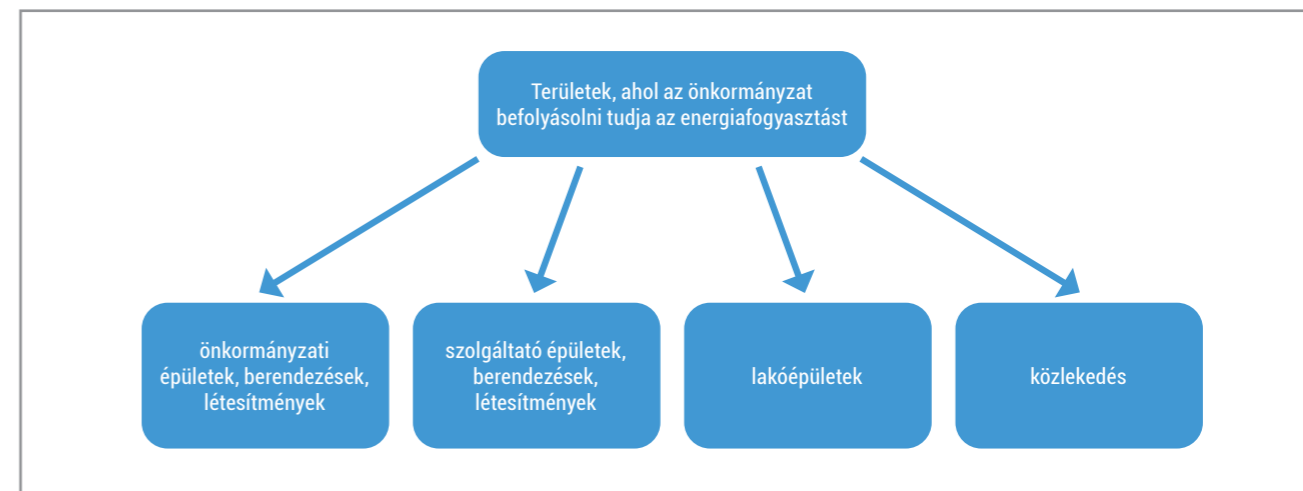 Területek, ahol az önkormányzat
befolyásolni tudja az energiafogyasztást
önkormányzati
épületek, berendezések,
létesítmények
szolgáltató épületek,
berendezések,
létesítmények
lakóépületek
közlekedés